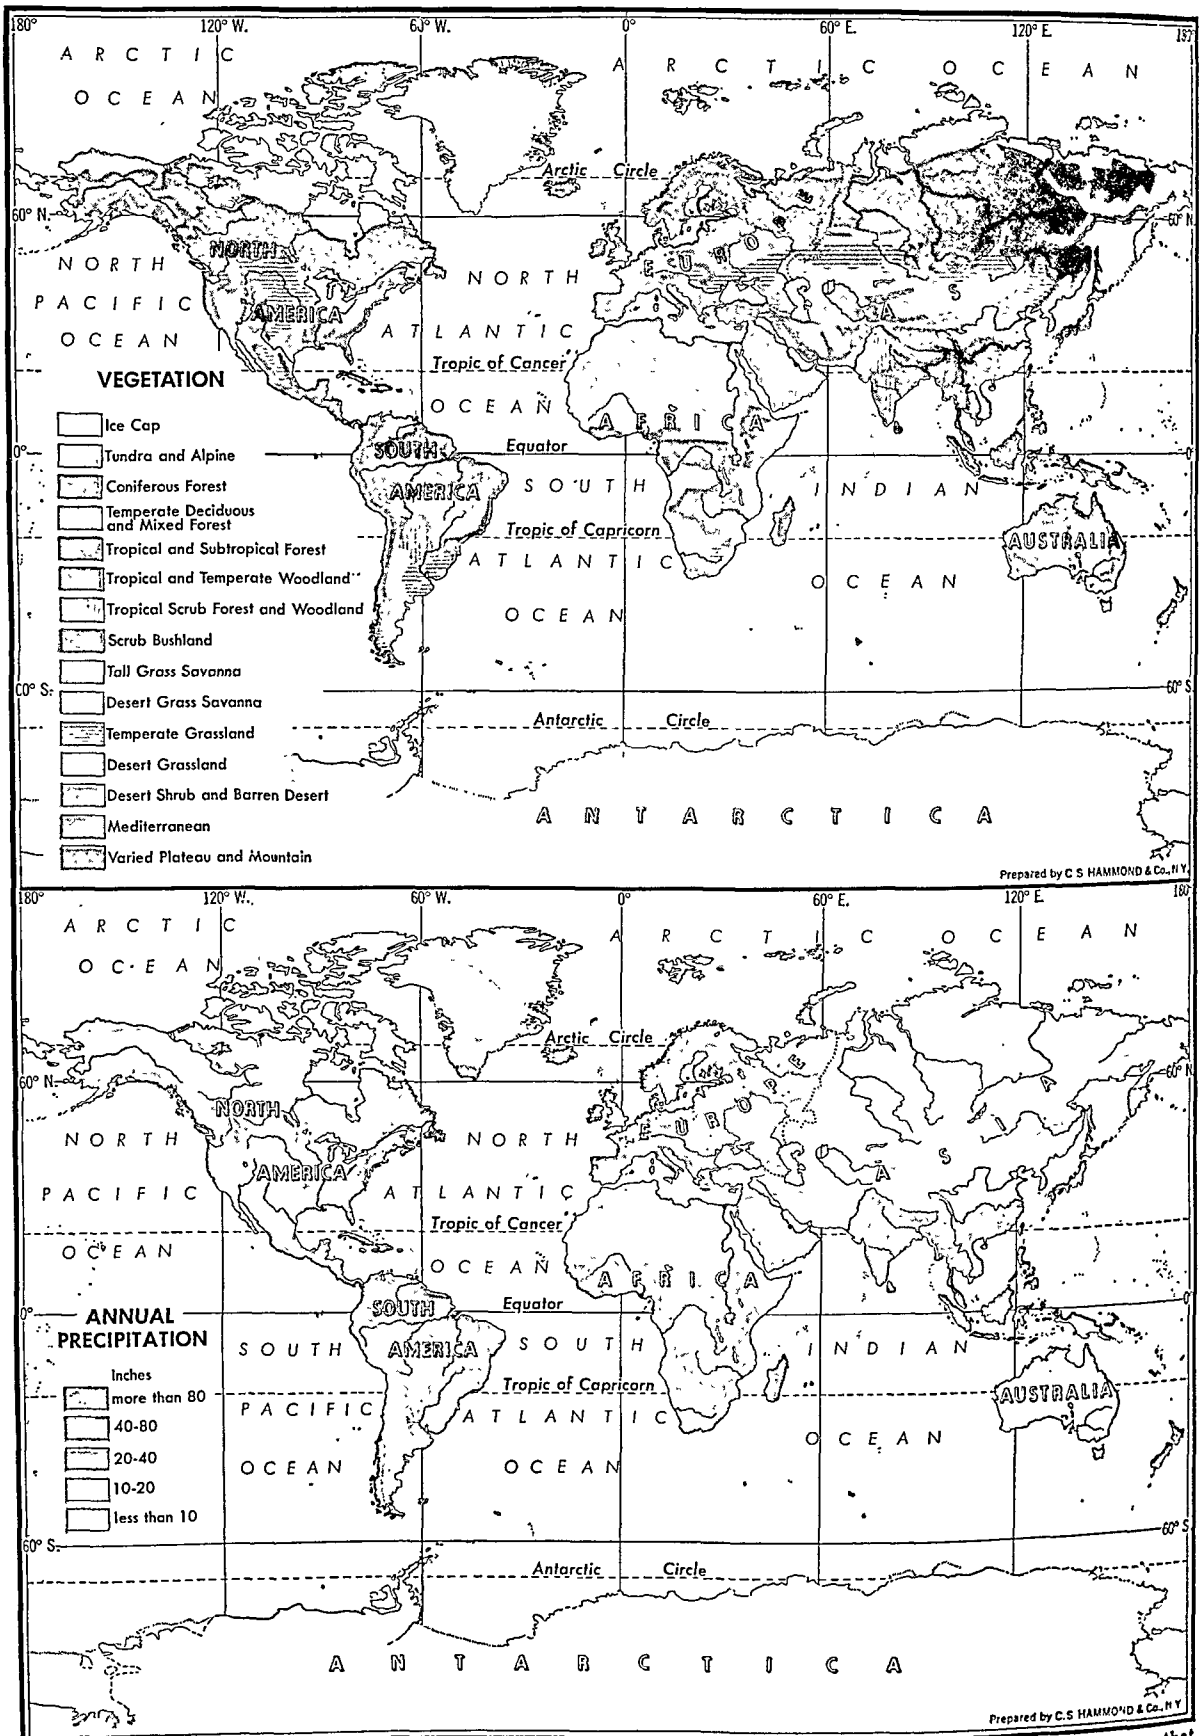 180° 120° W. 60° W. 0° 60° E. 120° E.
ARCTIC OCEAN
ARCTIC OCEAN
Arctic Circle
60° N. 60° N
NORTH AMERICA
EUROPE
ASIA
NORTH PACIFIC OCEAN
NORTH ATLANTIC OCEAN
Tropic of Cancer
VEGETATION
Ice Cap
Tundra and Alpine
Coniferous Forest
Temperate Deciduous
and Mixed Forest
Tropical and Subtropical Forest
Tropical and Temperate Woodland
Tropical Scrub Forest and Woodland
Scrub Bushland
Tall Grass Savanna
Desert Grass Savanna
Temperate Grassland
Desert Grassland
Desert Shrub and Barren Desert
Mediterranean
Varied Plateau and Mountain
AFRICA
0° Equator 0°
SOUTH AMERICA
SOUTH ATLANTIC OCEAN
INDIAN OCEAN
Tropic of Capricorn
AUSTRALIA
60° S.
Antarctic Circle
ANTARCTICA
Prepared by C S HAMMOND & Co., N Y.
180° 120° W. 60° W. 0° 60° E. 120° E. 180°
ARCTIC OCEAN
ARCTIC OCEAN
Arctic Circle
60° N. 60° N.
NORTH AMERICA
EUROPE
ASIA
NORTH PACIFIC OCEAN
NORTH ATLANTIC OCEAN
Tropic of Cancer
AFRICA
0° Equator 0°
ANNUAL
PRECIPITATION
Inches
more than 80
40-80
20-40
10-20
less than 10
SOUTH AMERICA
SOUTH PACIFIC OCEAN
SOUTH ATLANTIC OCEAN
INDIAN OCEAN
Tropic of Capricorn
AUSTRALIA
60° S. 60° S.
Antarctic Circle
ANTARCTICA
Prepared by C.S HAMMOND & Co., N Y